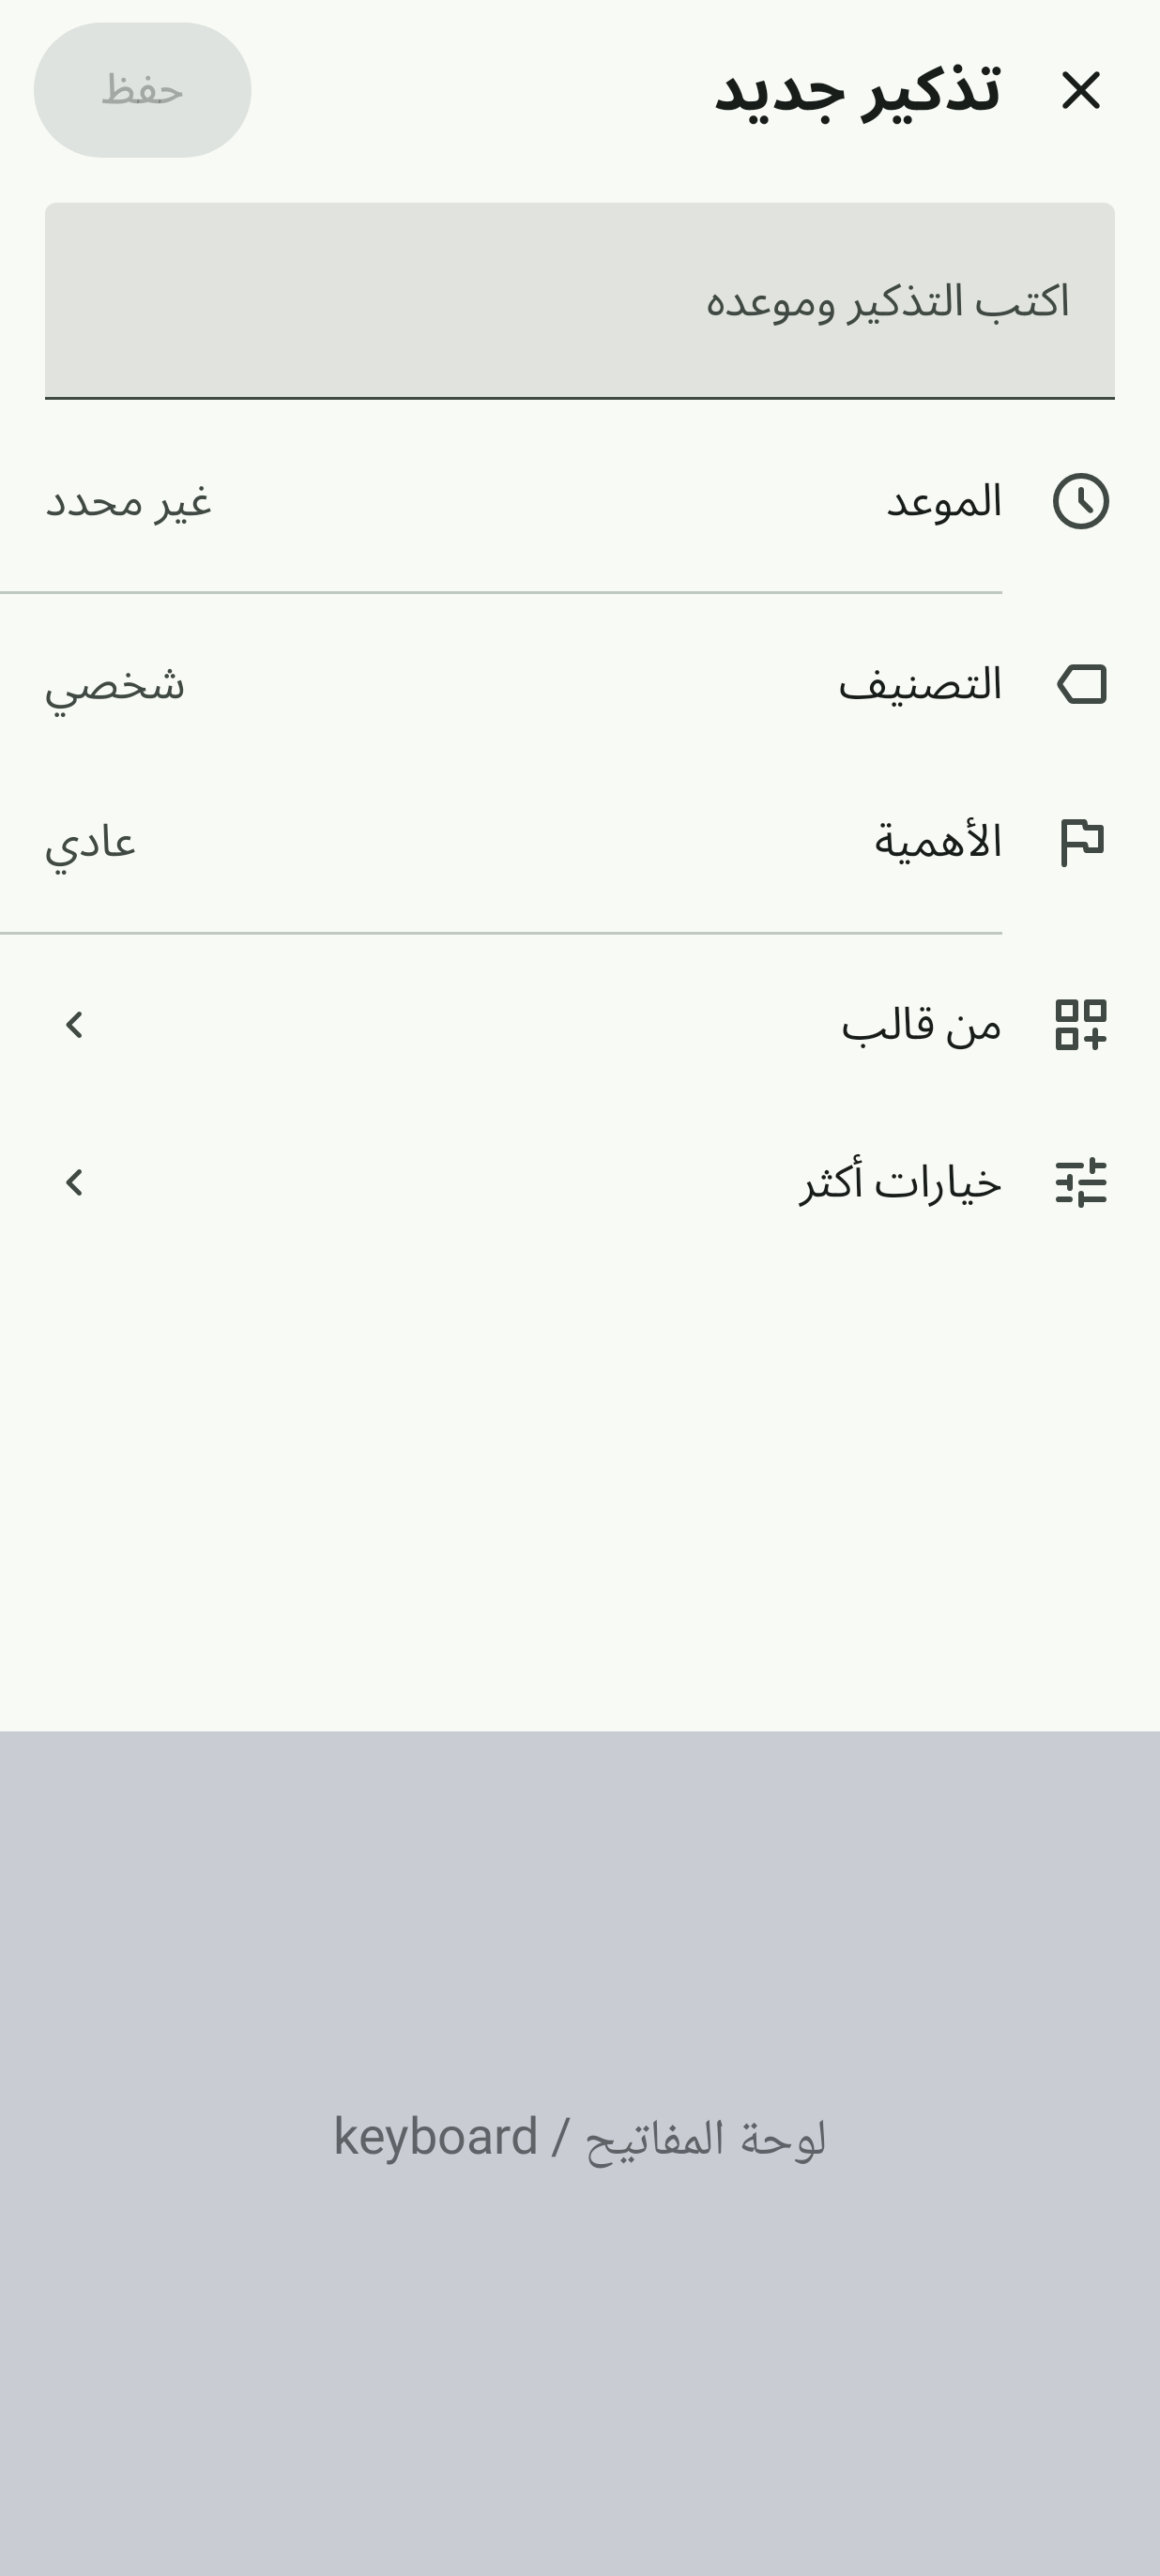 تذكير جديد
حفظ
اكتب التذكير وموعده
الموعد غير محدد
التصنيف شخصي
الأهمية عادي
من قالب
خيارات أكثر
لوحة المفاتيح / keyboard